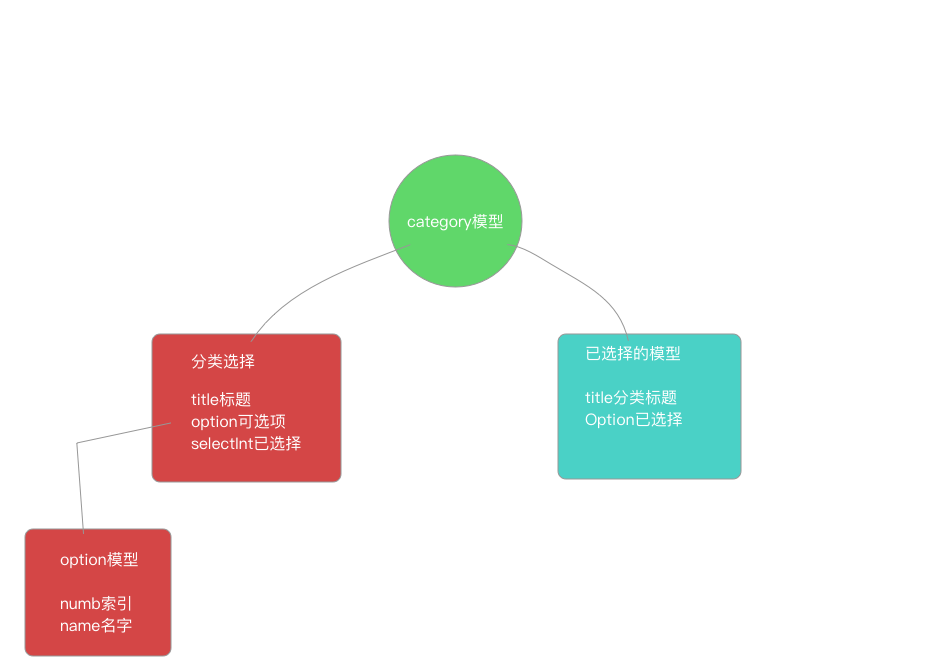 category模型
分类选择
title标题
option可选项
selectInt已选择
已选择的模型
title分类标题
Option已选择
option模型
numb索引
name名字